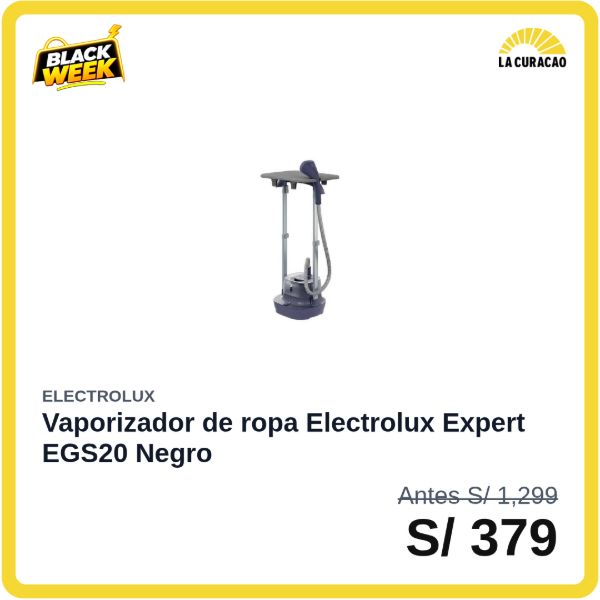 BLACK
WEEK
LA CURACAO
ELECTROLUX
Vaporizador de ropa Electrolux Expert
EGS20 Negro
Antes S/ 1,299
S/ 379